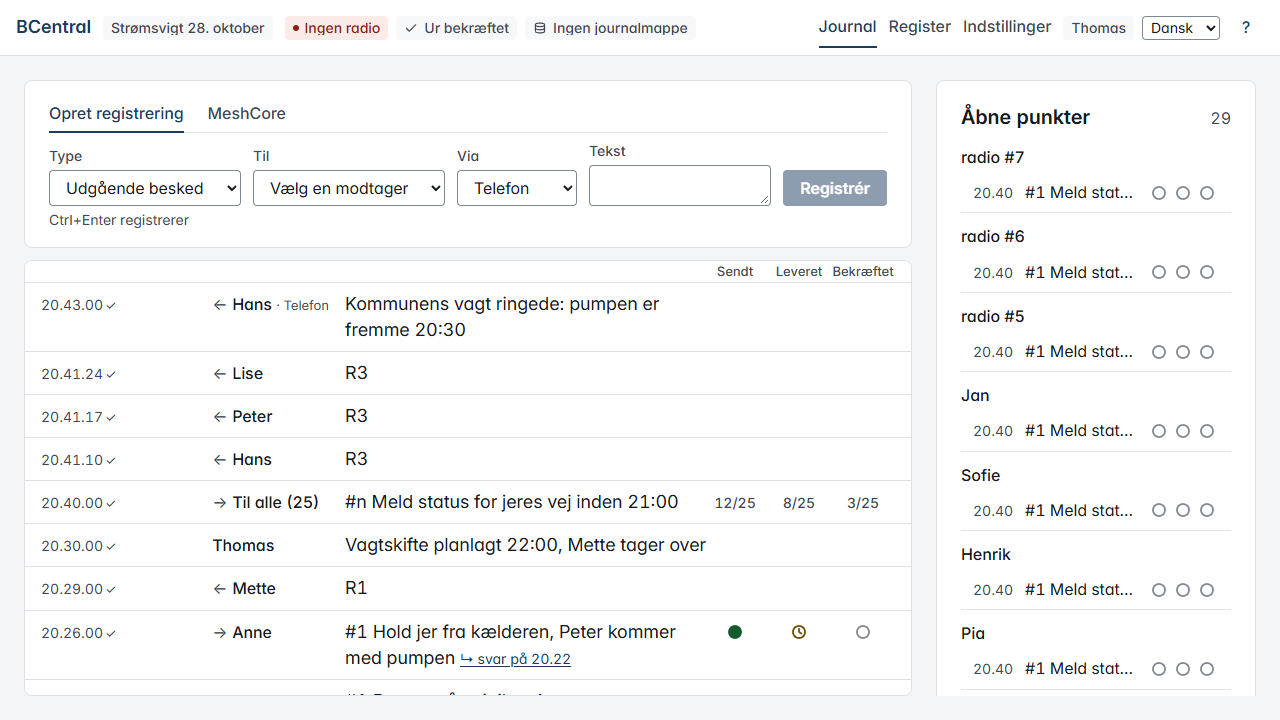 BCentral Strømsvigt 28. oktober Ingen radio Ur bekræftet Ingen journalmappe Journal Register Indstillinger Thomas Dansk ?
Opret registrering MeshCore
Type Til Via Tekst
Udgående besked Vælg en modtager Telefon Registrér
Ctrl+Enter registrerer
Sendt Leveret Bekræftet
20.43.00 ✓ ← Hans · Telefon Kommunens vagt ringede: pumpen er
fremme 20:30
20.41.24 ✓ ← Lise R3
20.41.17 ✓ ← Peter R3
20.41.10 ✓ ← Hans R3
20.40.00 ✓ → Til alle (25) #n Meld status for jeres vej inden 21:00 12/25 8/25 3/25
20.30.00 ✓ Thomas Vagtskifte planlagt 22:00, Mette tager over
20.29.00 ✓ ← Mette R1
20.26.00 ✓ → Anne #1 Hold jer fra kælderen, Peter kommer
med pumpen ↳ svar på 20.22
Åbne punkter 29
radio #7
20.40 #1 Meld stat...
radio #6
20.40 #1 Meld stat...
radio #5
20.40 #1 Meld stat...
Jan
20.40 #1 Meld stat...
Sofie
20.40 #1 Meld stat...
Henrik
20.40 #1 Meld stat...
Pia
20.40 #1 Meld stat...